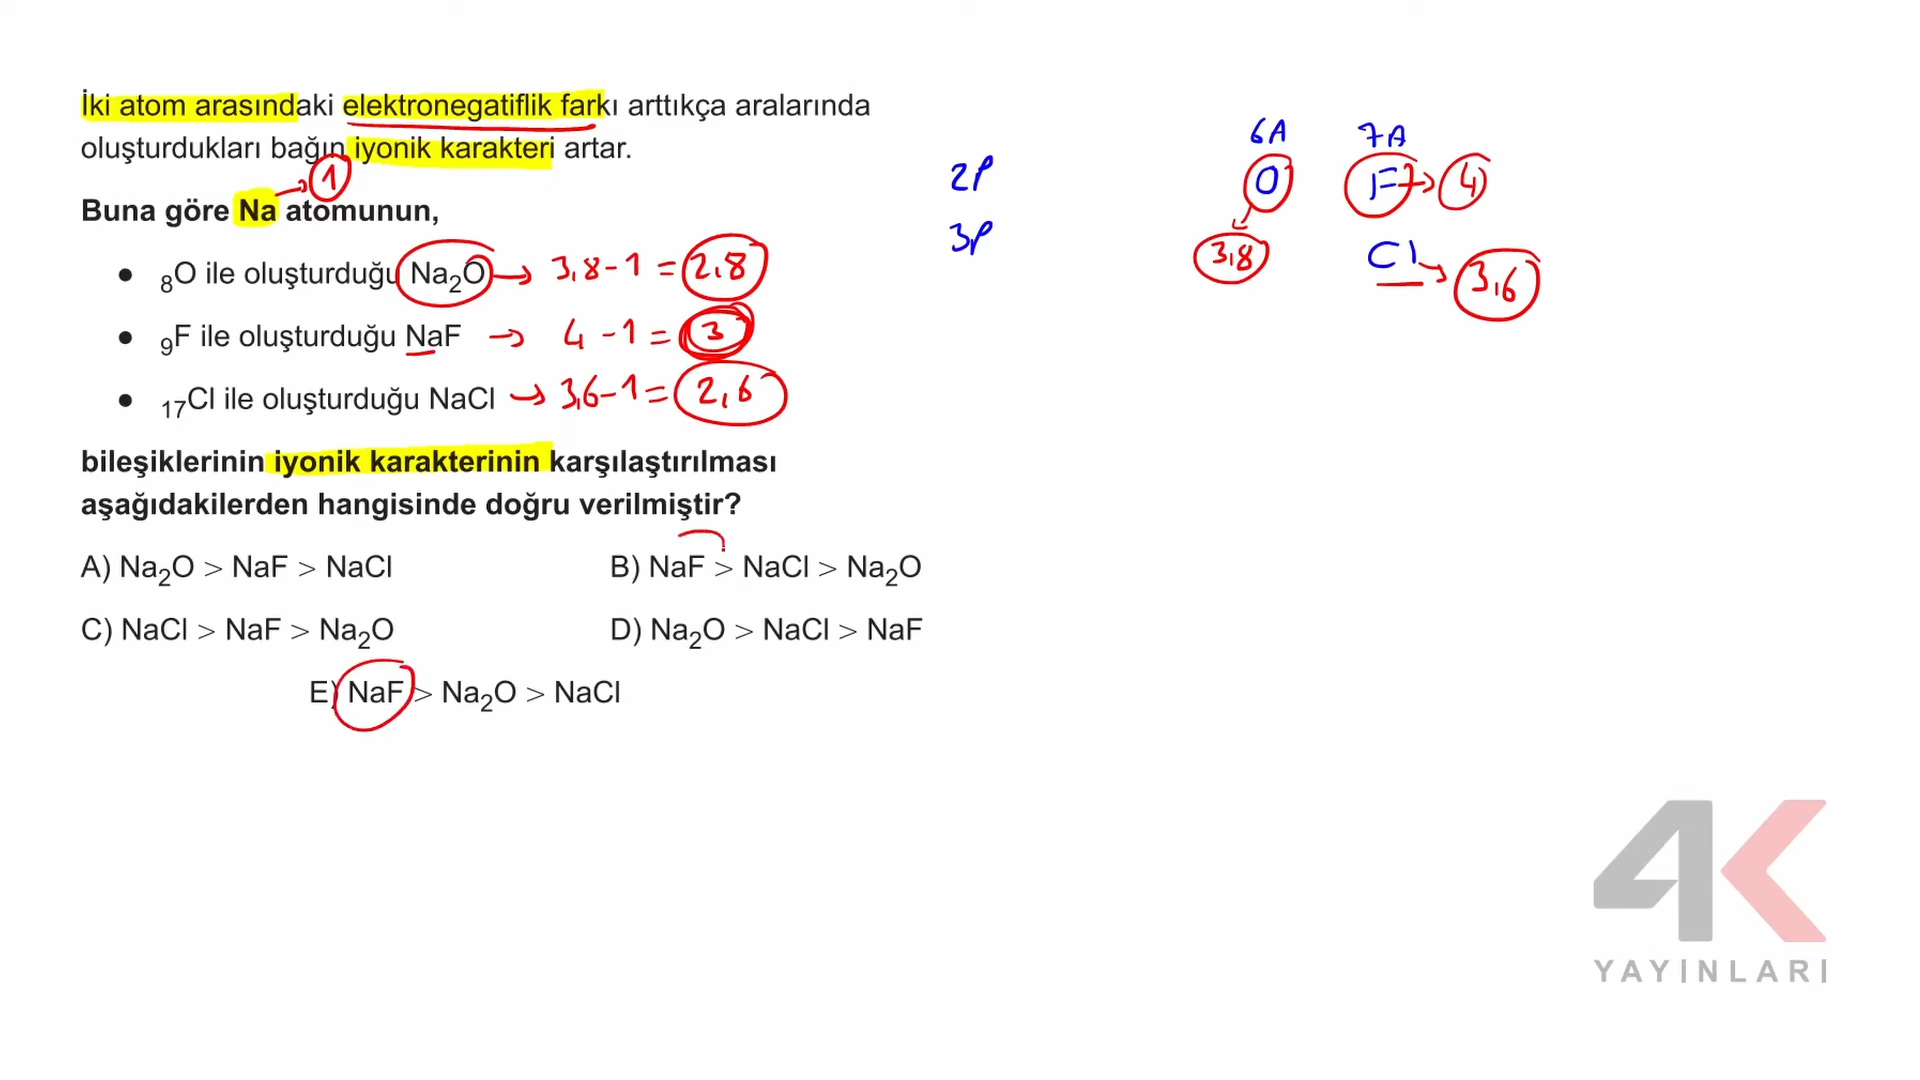 İki atom arasındaki elektronegatiflik farkı arttıkça aralarında
oluşturdukları bağın iyonik karakteri artar.
1
Buna göre Na atomunun,
● ₈O ile oluşturduğu Na₂O → 3,8-1 = 2,8
● ₉F ile oluşturduğu NaF → 4-1 = 3
● ₁₇Cl ile oluşturduğu NaCl → 3,6-1 = 2,6
bileşiklerinin iyonik karakterinin karşılaştırılması
aşağıdakilerden hangisinde doğru verilmiştir?
A) Na₂O > NaF > NaCl
B) NaF > NaCl > Na₂O
C) NaCl > NaF > Na₂O
D) Na₂O > NaCl > NaF
E) NaF > Na₂O > NaCl
6A 7A
2P O F → 4
3P 3,8 Cl → 3,6
4K
YAYINLARI